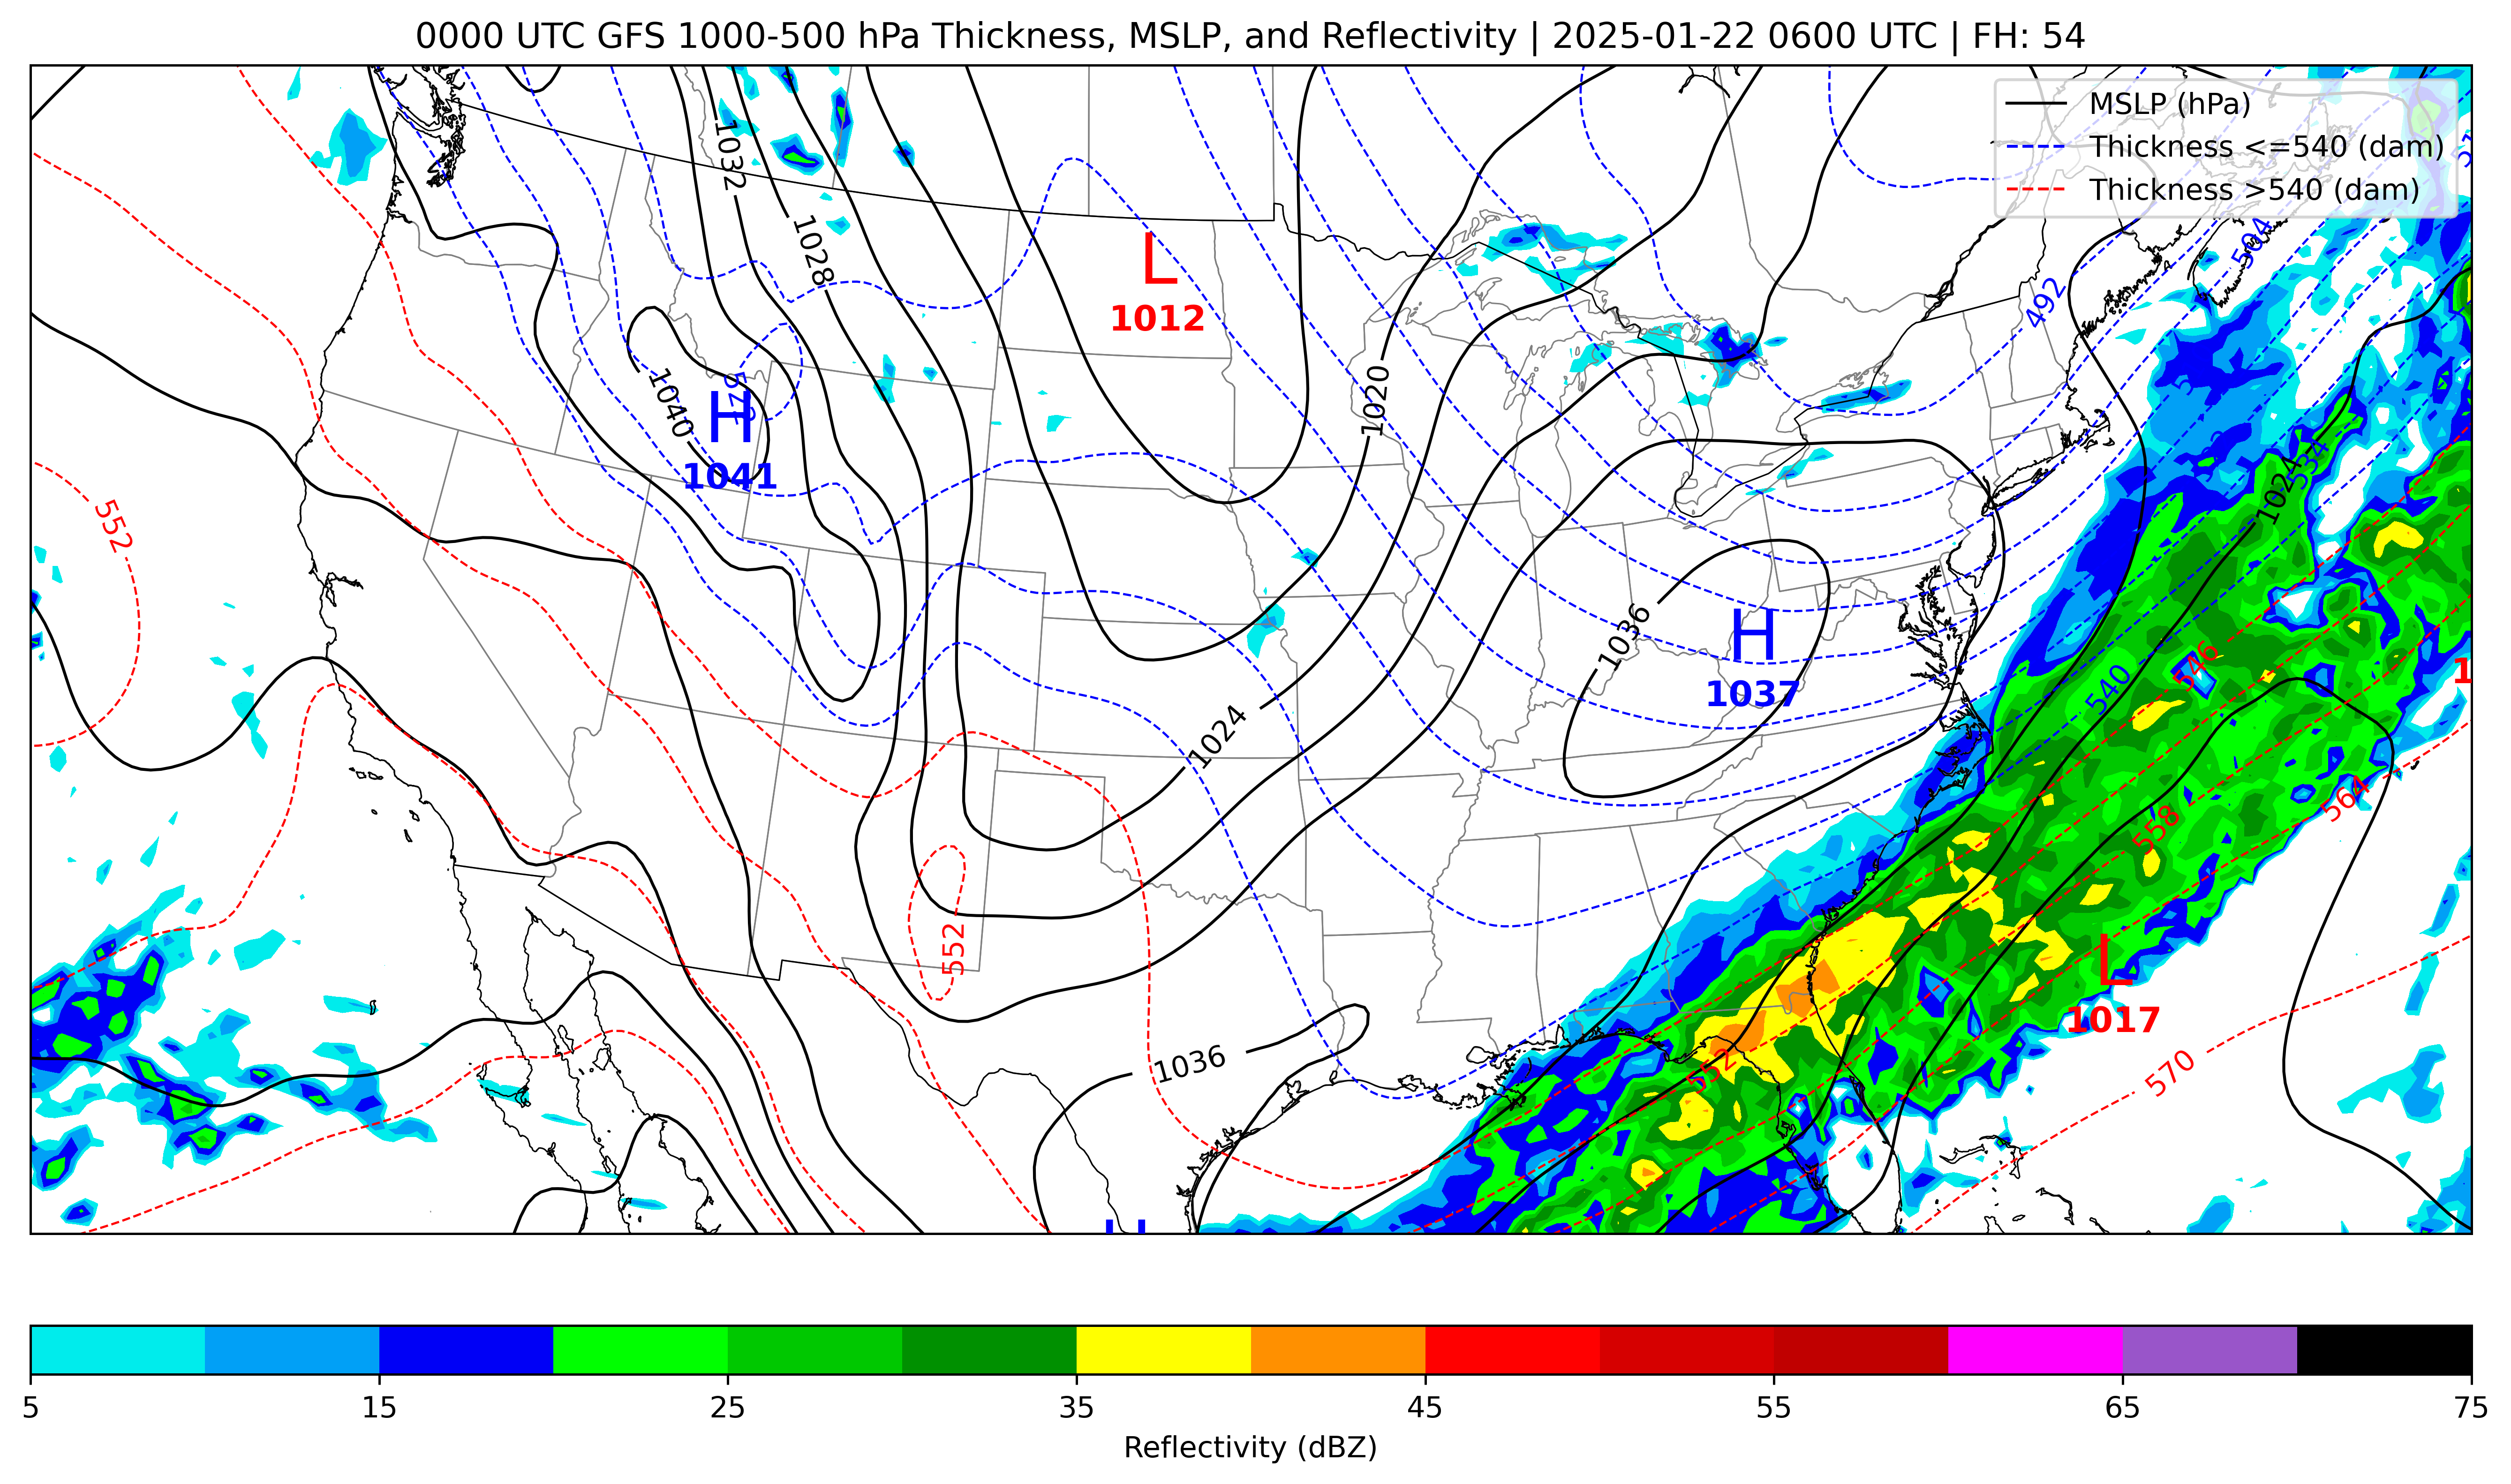 0000 UTC GFS 1000-500 hPa Thickness, MSLP, and Reflectivity | 2025-01-22 0600 UTC | FH: 54
MSLP (hPa)
Thickness <=540 (dam)
Thickness >540 (dam)
1032
1028
504
L
1012
492
1040
H
1041
1020
1024
534
552
1036
H
1037
546
540
1024
564
558
552
L
1017
1036
552
570
5 15 25 35 45 55 65 75
Reflectivity (dBZ)